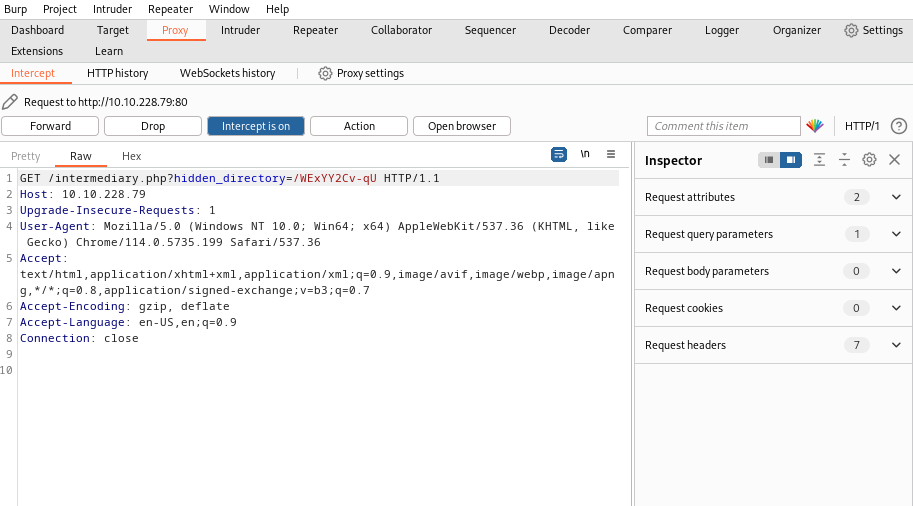 Burp Project Intruder Repeater Window Help
Dashboard Target Proxy Intruder Repeater Collaborator Sequencer Decoder Comparer Logger Organizer Settings
Extensions Learn
Intercept HTTP history WebSockets history Proxy settings
Request to http://10.10.228.79:80
Forward Drop Intercept is on Action Open browser Comment this item HTTP/1 ?
Pretty Raw Hex \n
1 GET /intermediary.php?hidden_directory=/WExYY2Cv-qU HTTP/1.1
2 Host: 10.10.228.79
3 Upgrade-Insecure-Requests: 1
4 User-Agent: Mozilla/5.0 (Windows NT 10.0; Win64; x64) AppleWebKit/537.36 (KHTML, like
Gecko) Chrome/114.0.5735.199 Safari/537.36
5 Accept:
text/html,application/xhtml+xml,application/xml;q=0.9,image/avif,image/webp,image/apn
g,*/*;q=0.8,application/signed-exchange;v=b3;q=0.7
6 Accept-Encoding: gzip, deflate
7 Accept-Language: en-US,en;q=0.9
8 Connection: close
9
10
Inspector
Request attributes 2
Request query parameters 1
Request body parameters 0
Request cookies 0
Request headers 7